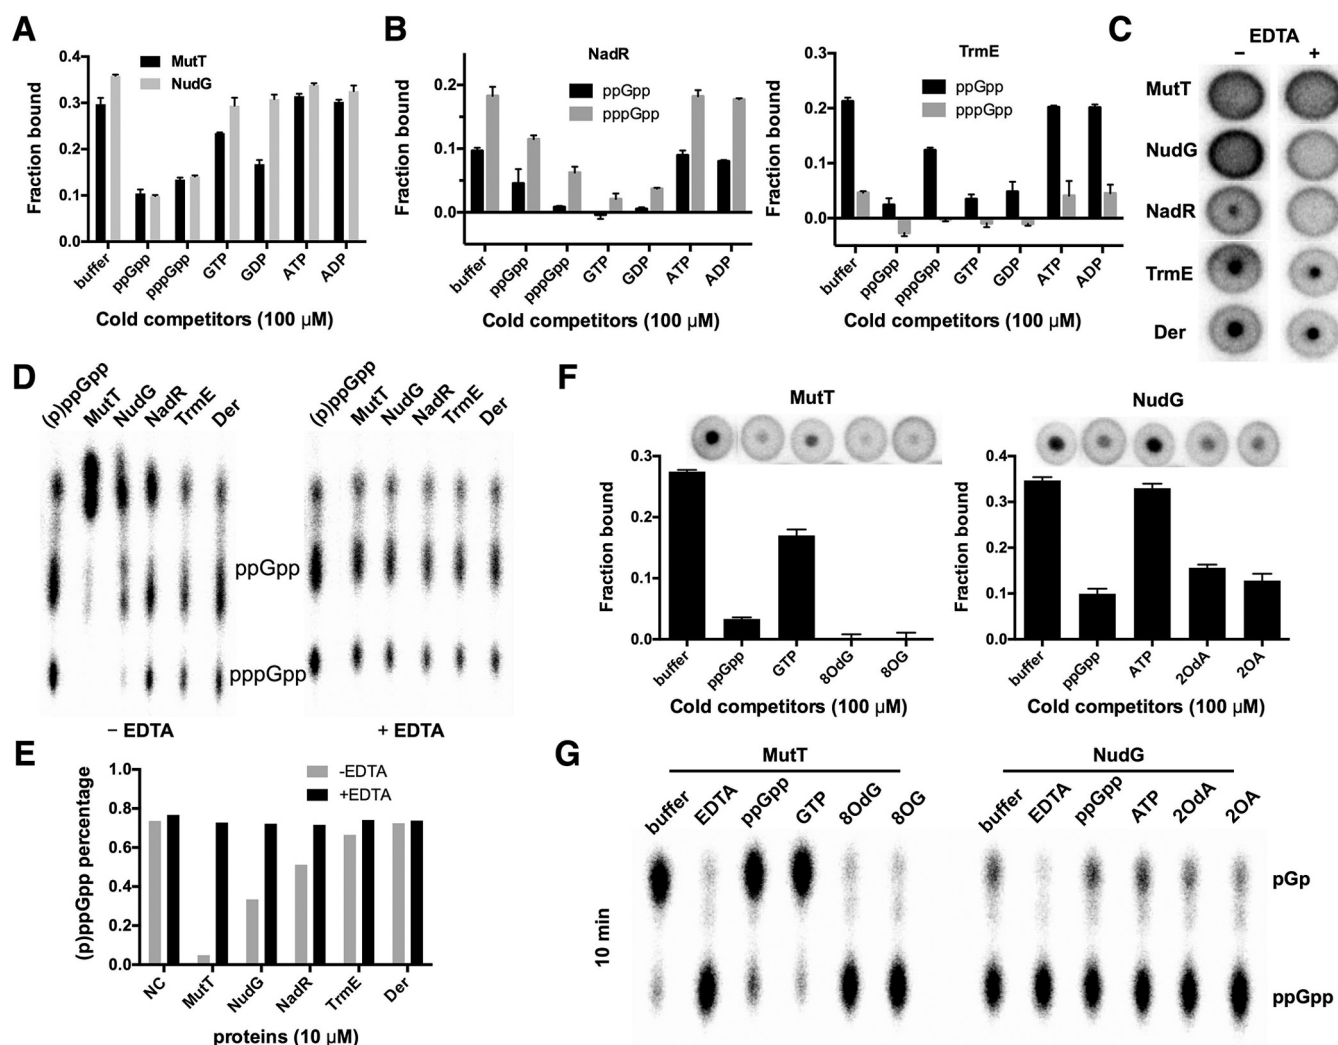 A
Fraction bound
0.4
0.3
0.2
0.1
0.0
MutT
NudG
buffer
ppGpp
pppGpp
GTP
GDP
ATP
ADP
Cold competitors (100 μM)
B
NadR
Fraction bound
0.2
0.1
0.0
ppGpp
pppGpp
buffer
ppGpp
pppGpp
GTP
GDP
ATP
ADP
Cold competitors (100 μM)
TrmE
Fraction bound
0.3
0.2
0.1
0.0
ppGpp
pppGpp
buffer
ppGpp
pppGpp
GTP
GDP
ATP
ADP
Cold competitors (100 μM)
C
EDTA
– +
MutT
NudG
NadR
TrmE
Der
D
(p)ppGpp
MutT
NudG
NadR
TrmE
Der
(p)ppGpp
MutT
NudG
NadR
TrmE
Der
ppGpp
pppGpp
– EDTA
+ EDTA
E
(p)ppGpp percentage
1.0
0.8
0.6
0.4
0.2
0.0
-EDTA
+EDTA
NC
MutT
NudG
NadR
TrmE
Der
proteins (10 μM)
F
MutT
Fraction bound
0.3
0.2
0.1
0.0
buffer
ppGpp
GTP
8OdG
8OG
Cold competitors (100 μM)
NudG
Fraction bound
0.4
0.3
0.2
0.1
0.0
buffer
ppGpp
ATP
2OdA
2OA
Cold competitors (100 μM)
G
MutT
NudG
buffer
EDTA
ppGpp
GTP
8OdG
8OG
buffer
EDTA
ppGpp
ATP
2OdA
2OA
10 min
pGp
ppGpp